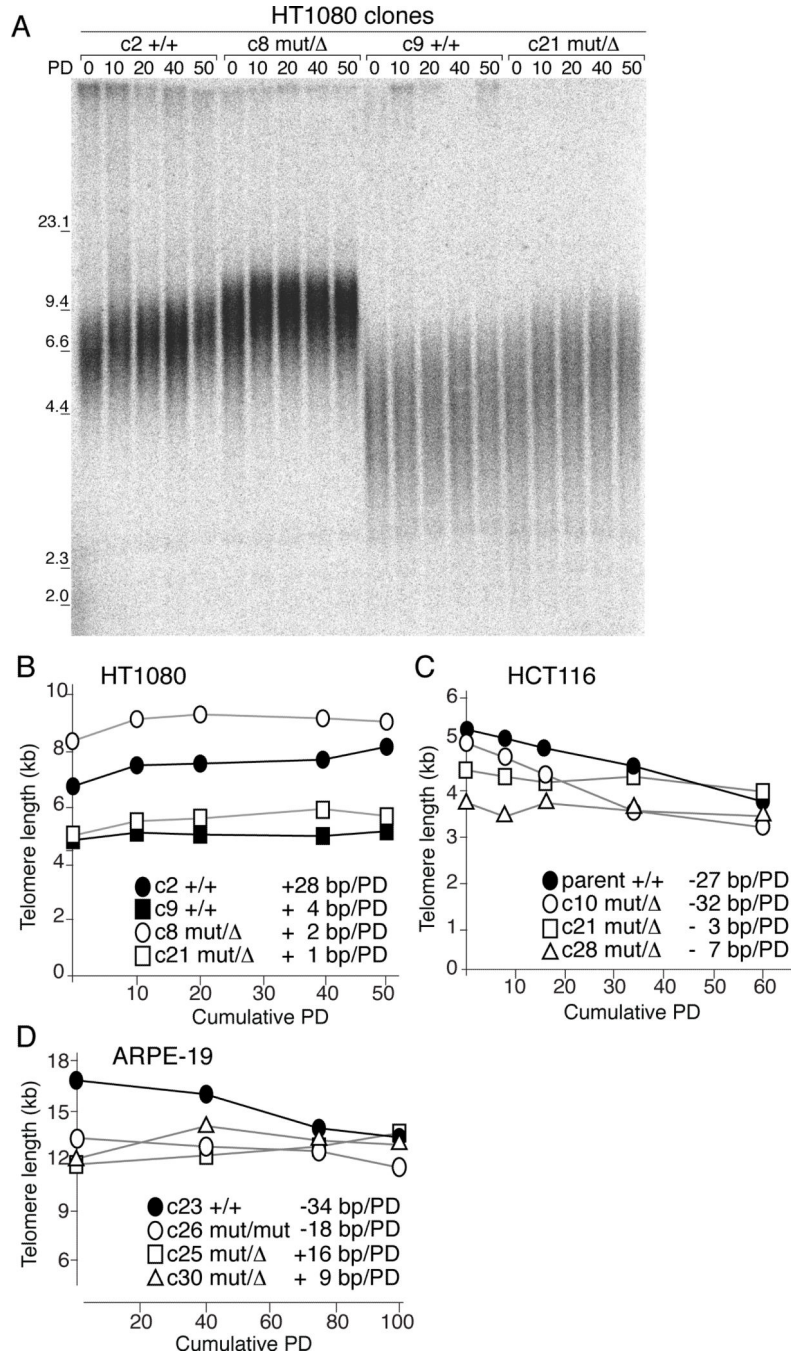 A
HT1080 clones
c2 +/+ c8 mut/Δ c9 +/+ c21 mut/Δ
PD 0 10 20 40 50 0 10 20 40 50 0 10 20 40 50 0 10 20 40 50
23.1
9.4
6.6
4.4
2.3
2.0
B HT1080
Telomere length (kb)
10
8
6
4
2
0
c2 +/+ +28 bp/PD
c9 +/+ + 4 bp/PD
c8 mut/Δ + 2 bp/PD
c21 mut/Δ + 1 bp/PD
10 20 30 40 50
Cumulative PD
C HCT116
Telomere length (kb)
6
5
4
3
2
1
0
parent +/+ -27 bp/PD
c10 mut/Δ -32 bp/PD
c21 mut/Δ - 3 bp/PD
c28 mut/Δ - 7 bp/PD
10 20 30 40 50 60
Cumulative PD
D ARPE-19
Telomere length (kb)
18
15
12
9
6
c23 +/+ -34 bp/PD
c26 mut/mut -18 bp/PD
c25 mut/Δ +16 bp/PD
c30 mut/Δ + 9 bp/PD
20 40 60 80 100
Cumulative PD